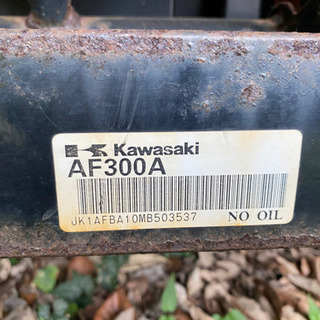 Kawasaki
AF300A
JK1AFBA10MB503537
NO OIL